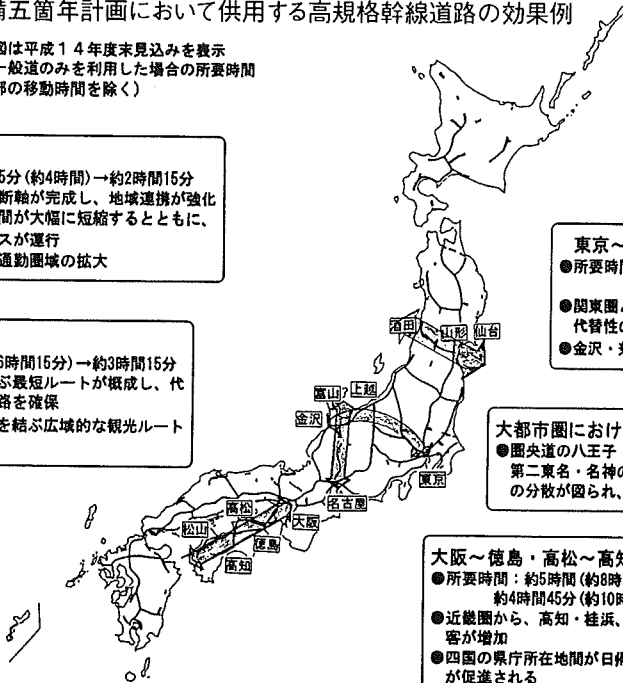 備五箇年計画において供用する高規格幹線道路の効果例
図は平成１４年度末見込みを表示
一般道のみを利用した場合の所要時間
部の移動時間を除く）
5分(約4時間)→約2時間15分
断軸が完成し、地域連携が強化
間が大幅に短縮するとともに、
スが運行
通勤圏域の拡大
6時間15分)→約3時間15分
ぶ最短ルートが概成し、代
路を確保
を結ぶ広域的な観光ルート
酒田
山形
仙台
富山
上越
金沢
東京
名古屋
高松
大阪
松山
徳島
高知
東京～
●所要時間
●関東圏
代替性の
●金沢・
大都市圏におけ
●圏央道の八王子
第二東名・名神の
の分散が図られ、
大阪～徳島・高松～高知
●所要時間：約5時間(約8時
約4時間45分(約10時
●近畿圏から、高知・桂浜、
客が増加
●四国の県庁所在地間が日帰
が促進される